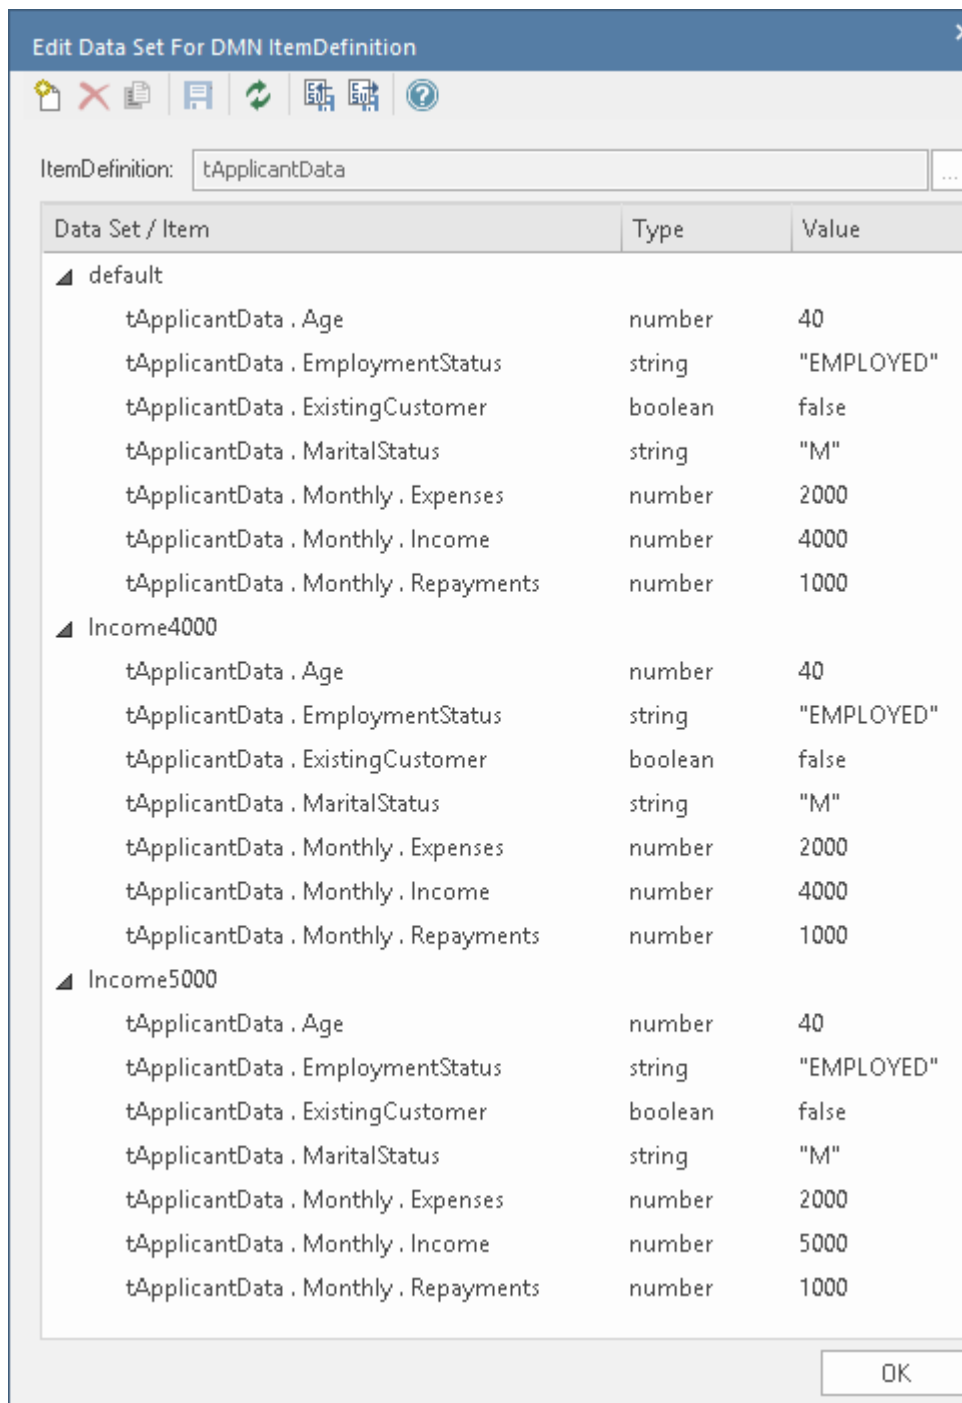 Edit Data Set For DMN ItemDefinition
ItemDefinition: tApplicantData ...
Data Set / Item Type Value
default
tApplicantData . Age number 40
tApplicantData . EmploymentStatus string "EMPLOYED"
tApplicantData . ExistingCustomer boolean false
tApplicantData . MaritalStatus string "M"
tApplicantData . Monthly . Expenses number 2000
tApplicantData . Monthly . Income number 4000
tApplicantData . Monthly . Repayments number 1000
Income4000
tApplicantData . Age number 40
tApplicantData . EmploymentStatus string "EMPLOYED"
tApplicantData . ExistingCustomer boolean false
tApplicantData . MaritalStatus string "M"
tApplicantData . Monthly . Expenses number 2000
tApplicantData . Monthly . Income number 4000
tApplicantData . Monthly . Repayments number 1000
Income5000
tApplicantData . Age number 40
tApplicantData . EmploymentStatus string "EMPLOYED"
tApplicantData . ExistingCustomer boolean false
tApplicantData . MaritalStatus string "M"
tApplicantData . Monthly . Expenses number 2000
tApplicantData . Monthly . Income number 5000
tApplicantData . Monthly . Repayments number 1000
OK